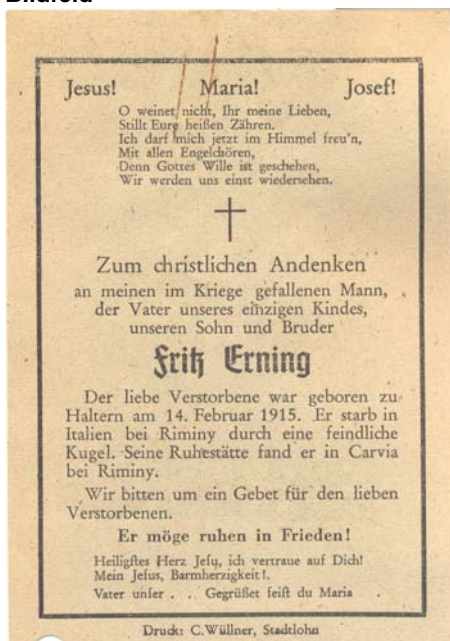 Bildfeld
Jesus! Maria! Josef!
O weinet nicht, Ihr meine Lieben,
Stillt Eure heißen Zähren.
Ich darf mich jetzt im Himmel freu'n,
Mit allen Engelchören,
Denn Gottes Wille ist geschehen,
Wir werden uns einst wiedersehen.
Zum christlichen Andenken
an meinen im Kriege gefallenen Mann,
der Vater unseres einzigen Kindes,
unseren Sohn und Bruder
Fritz Erning
Der liebe Verstorbene war geboren zu
Haltern am 14. Februar 1915. Er starb in
Italien bei Riminy durch eine feindliche
Kugel. Seine Ruhestätte fand er in Carvia
bei Riminy.
Wir bitten um ein Gebet für den lieben
Verstorbenen.
Er möge ruhen in Frieden!
Heiligstes Herz Jesu, ich vertraue auf Dich!
Mein Jesus, Barmherzigkeit!
Vater unser . . Gegrüßet seist du Maria
Druck: C. Wüllner, Stadtlohn